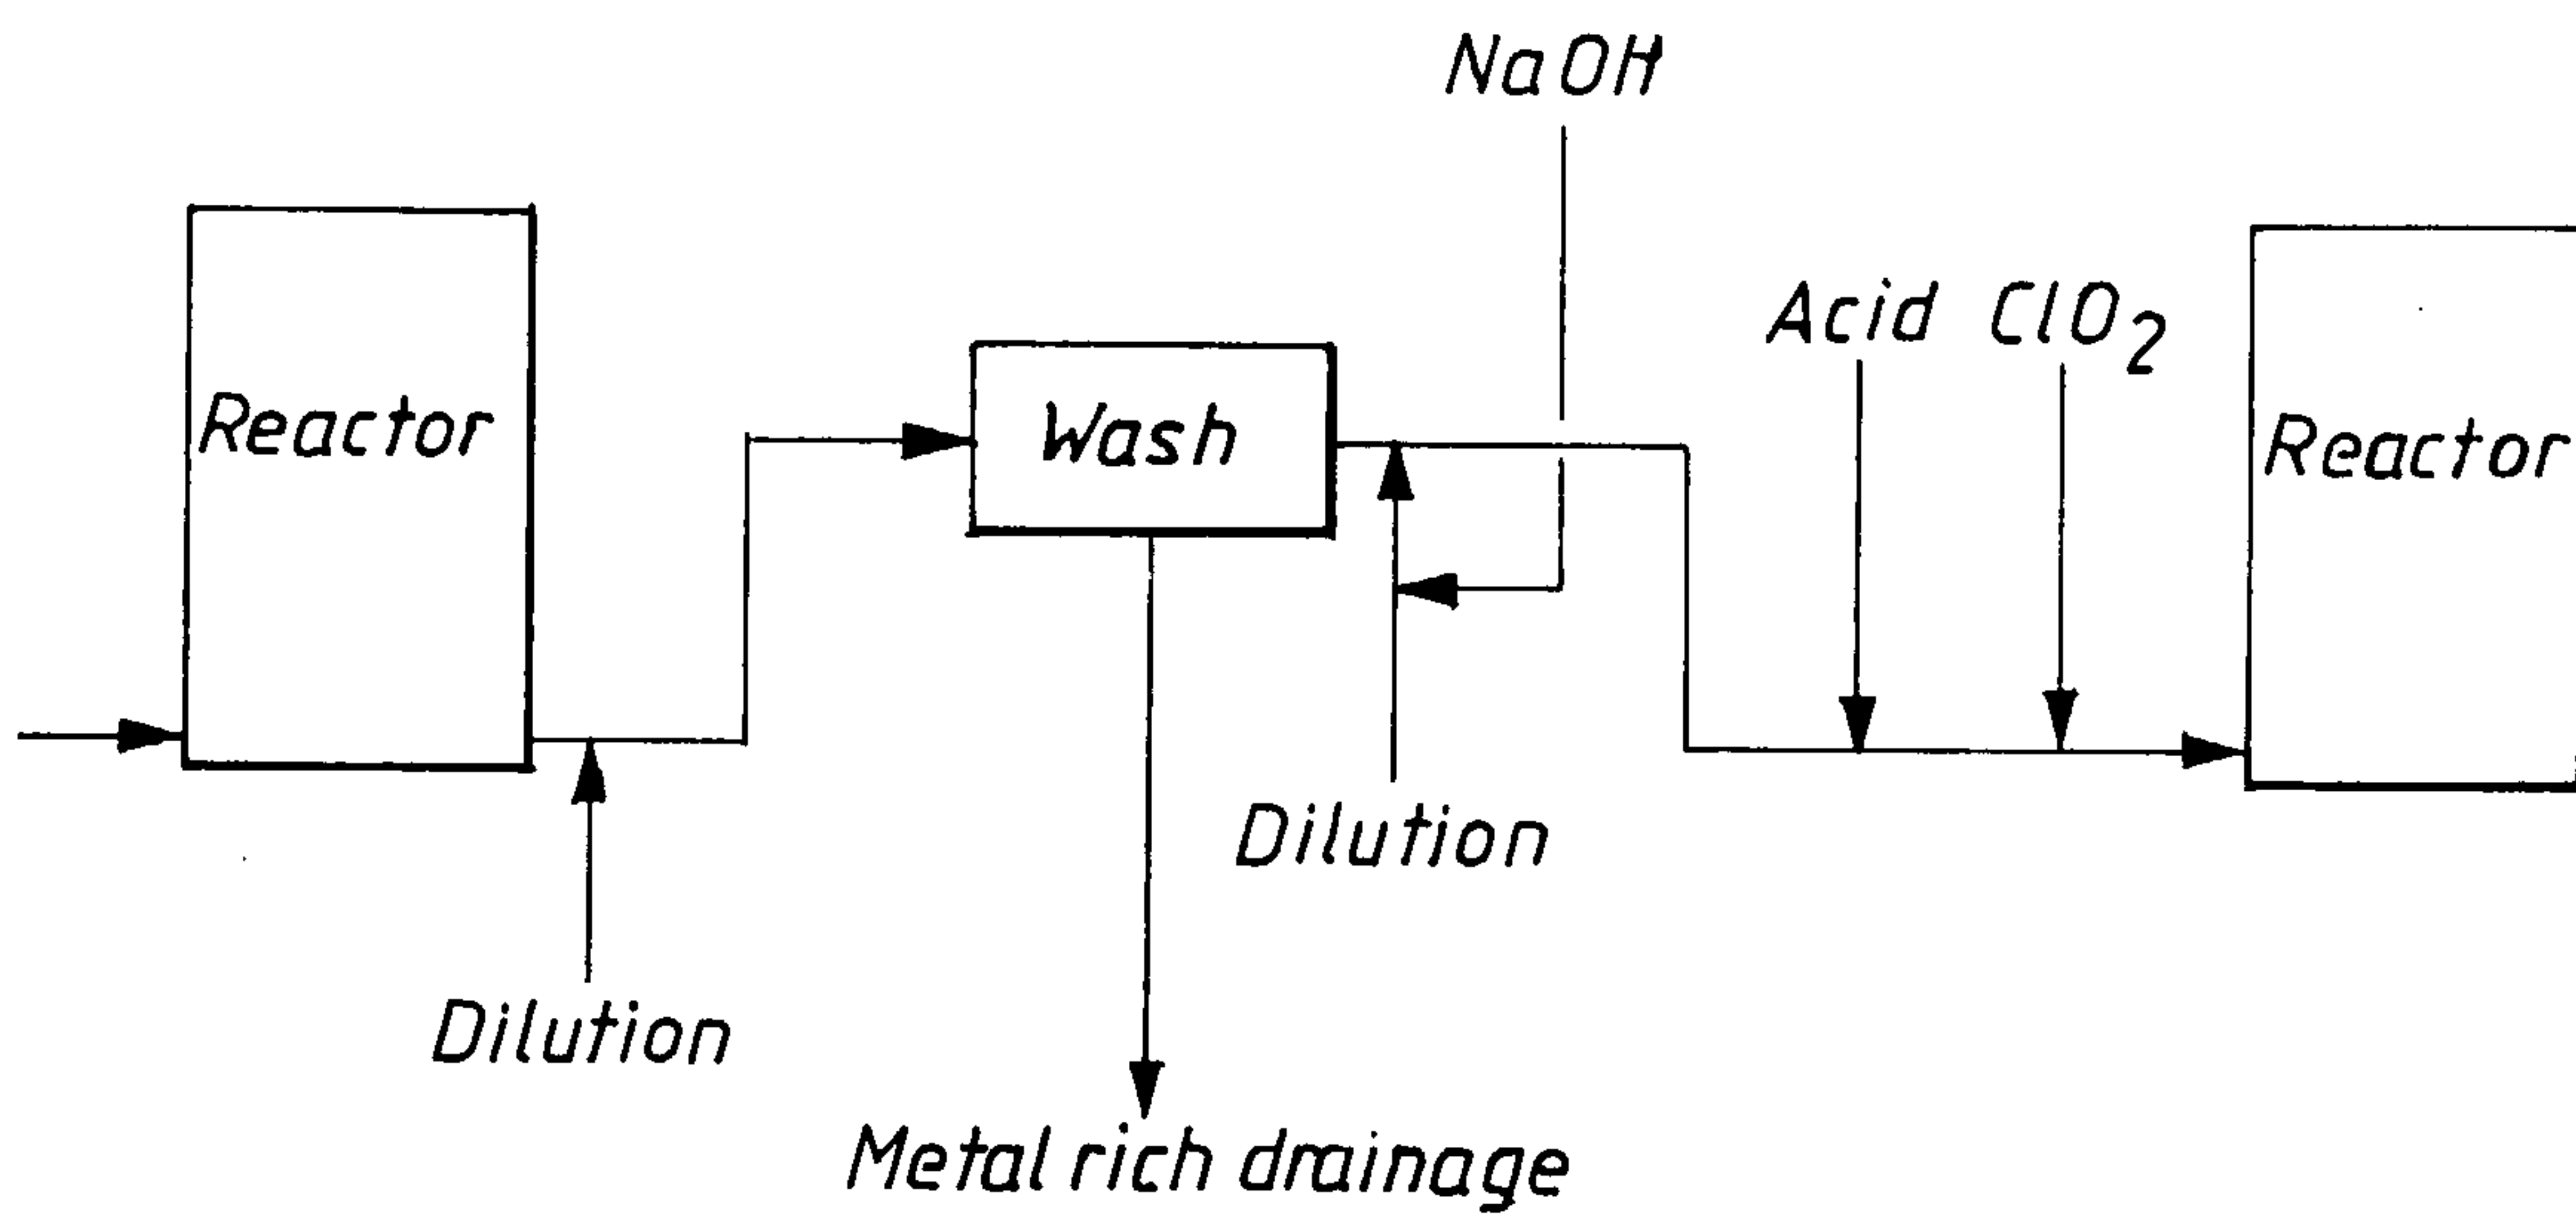 NaOH
Acid ClO2
Reactor
Wash
Reactor
Dilution
Dilution
Metal rich drainage